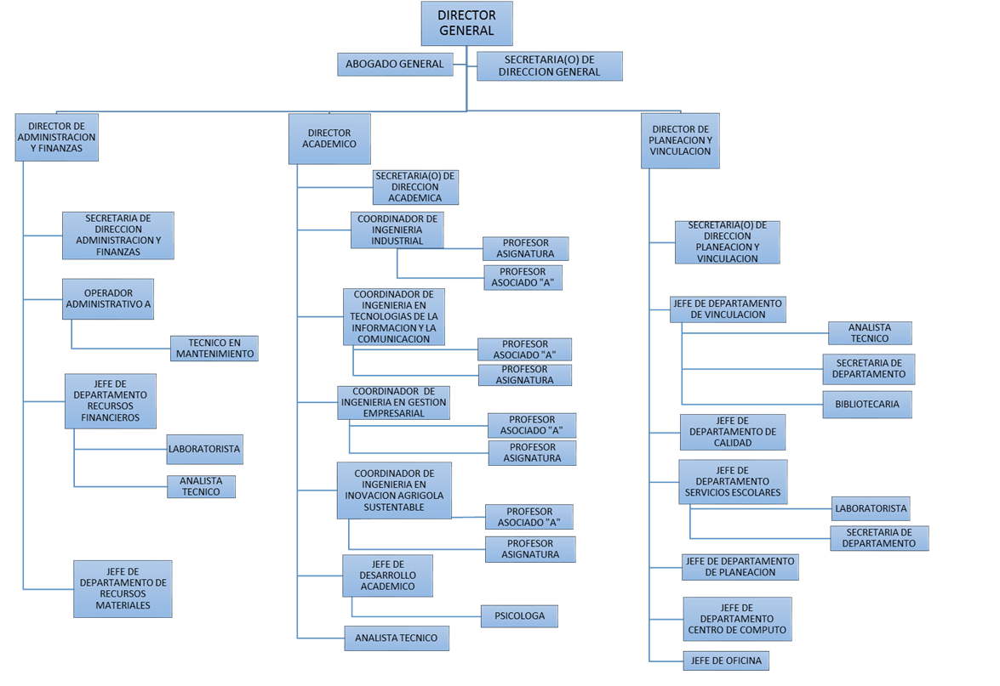 DIRECTOR
GENERAL
ABOGADO GENERAL
SECRETARIA(O) DE
DIRECCION GENERAL
DIRECTOR DE
ADMINISTRACION
Y FINANZAS
SECRETARIA DE
DIRECCION
ADMINISTRACION Y
FINANZAS
OPERADOR
ADMINISTRATIVO A
TECNICO EN
MANTENIMIENTO
JEFE DE
DEPARTAMENTO
RECURSOS
FINANCIEROS
LABORATORISTA
ANALISTA
TECNICO
JEFE DE
DEPARTAMENTO DE
RECURSOS
MATERIALES
DIRECTOR
ACADEMICO
SECRETARIA(O) DE
DIRECCION
ACADEMICA
COORDINADOR DE
INGENIERIA
INDUSTRIAL
PROFESOR
ASIGNATURA
PROFESOR
ASOCIADO "A"
COORDINADOR DE
INGENIERIA EN
TECNOLOGIAS DE LA
INFORMACION Y LA
COMUNICACION
PROFESOR
ASOCIADO "A"
PROFESOR
ASIGNATURA
COORDINADOR DE
INGENIERIA EN GESTION
EMPRESARIAL
PROFESOR
ASOCIADO "A"
PROFESOR
ASIGNATURA
COORDINADOR DE
INGENIERIA EN
INOVACION AGRIGOLA
SUSTENTABLE
PROFESOR
ASOCIADO "A"
PROFESOR
ASIGNATURA
JEFE DE
DESARROLLO
ACADEMICO
PSICOLOGA
ANALISTA TECNICO
DIRECTOR DE
PLANEACION Y
VINCULACION
SECRETARIA(O) DE
DIRECCION
PLANEACION Y
VINCULACION
JEFE DE DEPARTAMENTO
DE VINCULACION
ANALISTA
TECNICO
SECRETARIA DE
DEPARTAMENTO
BIBLIOTECARIA
JEFE DE
DEPARTAMENTO DE
CALIDAD
JEFE DE
DEPARTAMENTO
SERVICIOS ESCOLARES
LABORATORISTA
SECRETARIA DE
DEPARTAMENTO
JEFE DE DEPARTAMENTO
DE PLANEACION
JEFE DE
DEPARTAMENTO
CENTRO DE COMPUTO
JEFE DE OFICINA